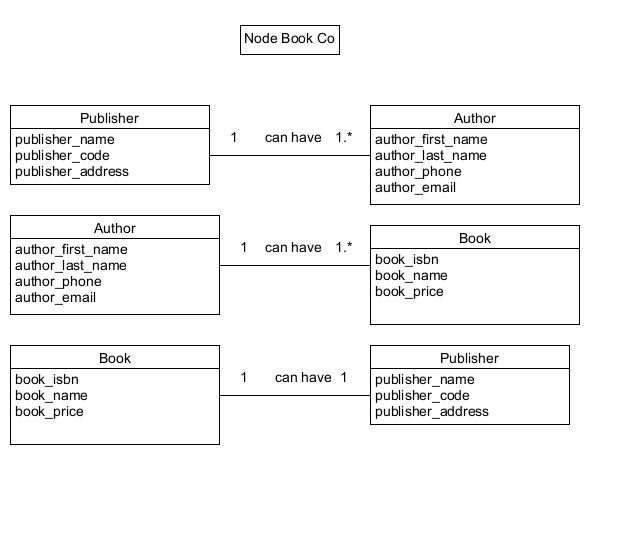 Node Book Co
Publisher
publisher_name
publisher_code
publisher_address
1 can have 1.*
Author
author_first_name
author_last_name
author_phone
author_email
Author
author_first_name
author_last_name
author_phone
author_email
1 can have 1.*
Book
book_isbn
book_name
book_price
Book
book_isbn
book_name
book_price
1 can have 1
Publisher
publisher_name
publisher_code
publisher_address